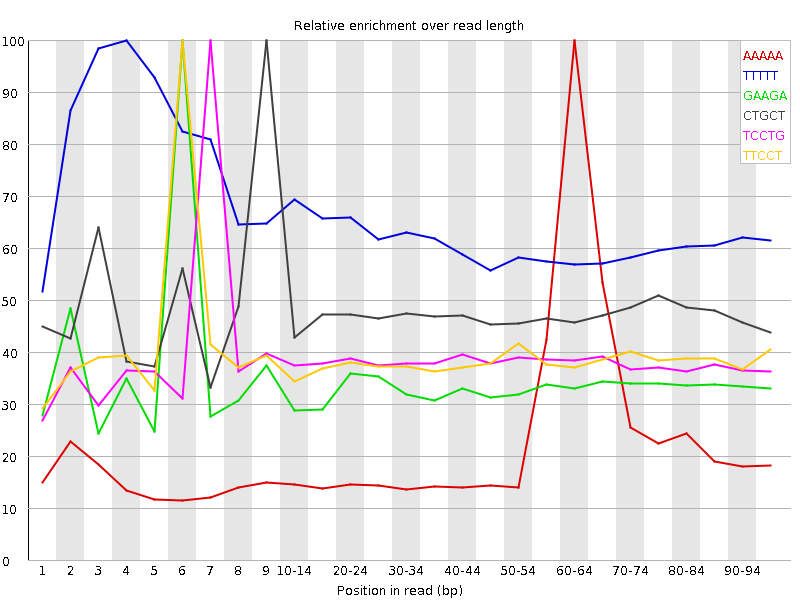 Relative enrichment over read length
100
90
80
70
60
50
40
30
20
10
0
AAAAA
TTTTT
GAAGA
CTGCT
TCCTG
TTCCT
1 2 3 4 5 6 7 8 9 10-14 20-24 30-34 40-44 50-54 60-64 70-74 80-84 90-94
Position in read (bp)